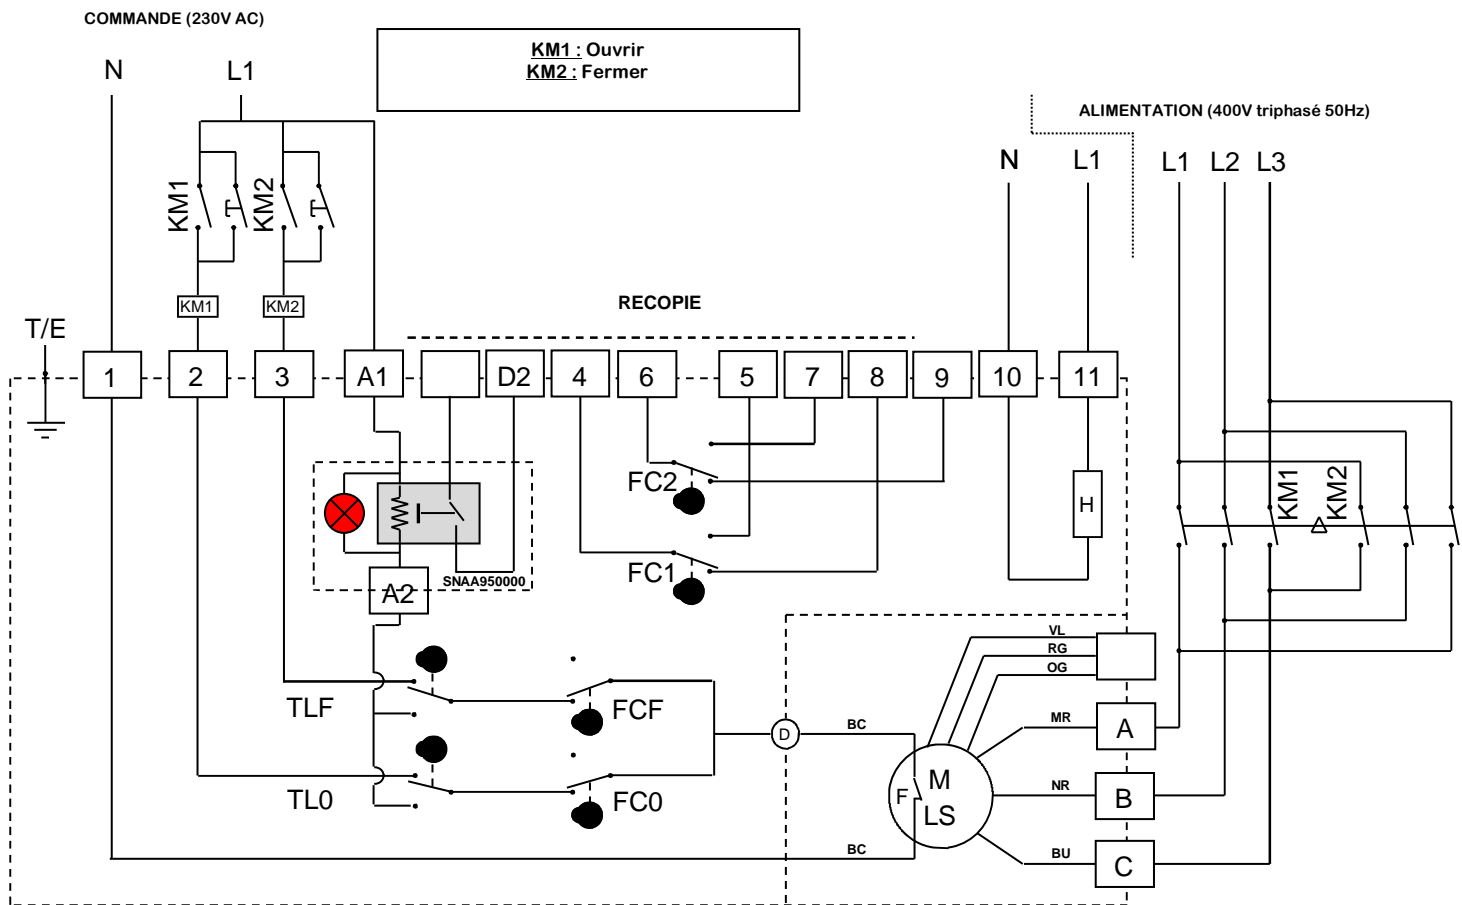 COMMANDE (230V AC)
KM1 : Ouvrir
KM2 : Fermer
N
L1
ALIMENTATION (400V triphasé 50Hz)
N
L1
L1
L2
L3
KM1
KM2
KM1
KM2
RECOPIE
T/E
1
2
3
A1
D2
4
6
5
7
8
9
10
11
FC2
H
KM1
KM2
FC1
SNAA950000
A2
VL
RG
OG
TLF
FCF
MR
A
D
BC
M
F
LS
NR
B
TL0
FC0
BC
BU
C